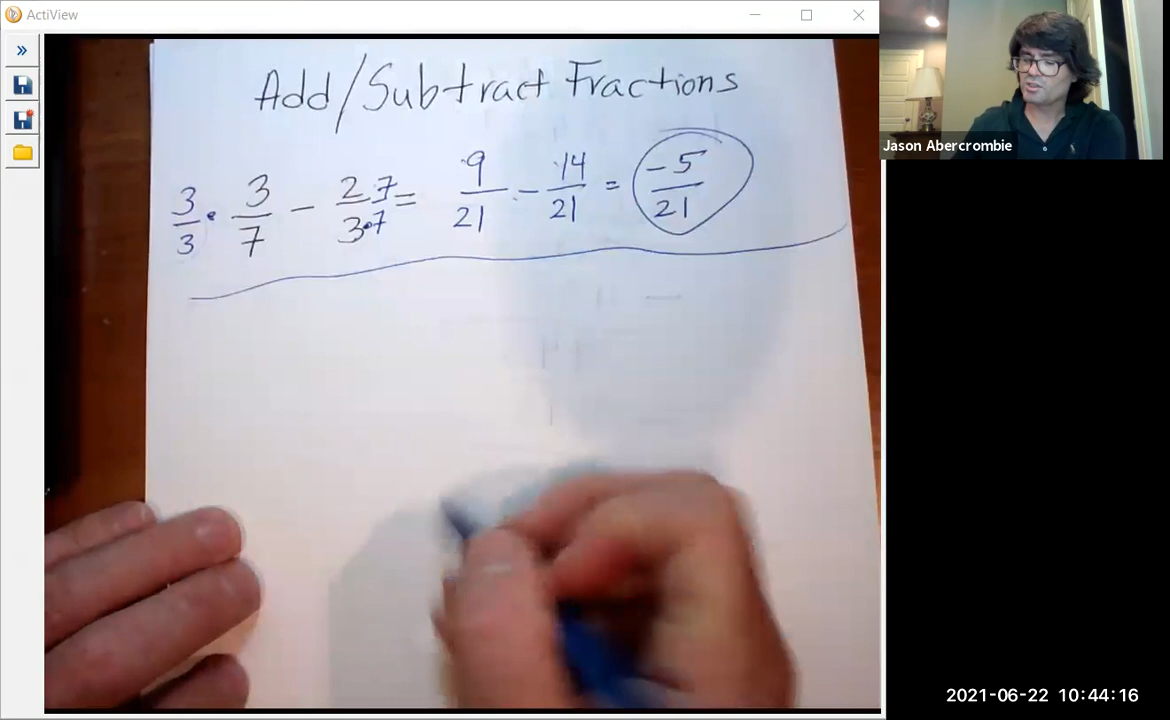 ActiView
Add/Subtract Fractions
3/3 · 3/7 − 2·7/3·7 = 9/21 − 14/21 = −5/21
Jason Abercrombie
2021-06-22 10:44:16